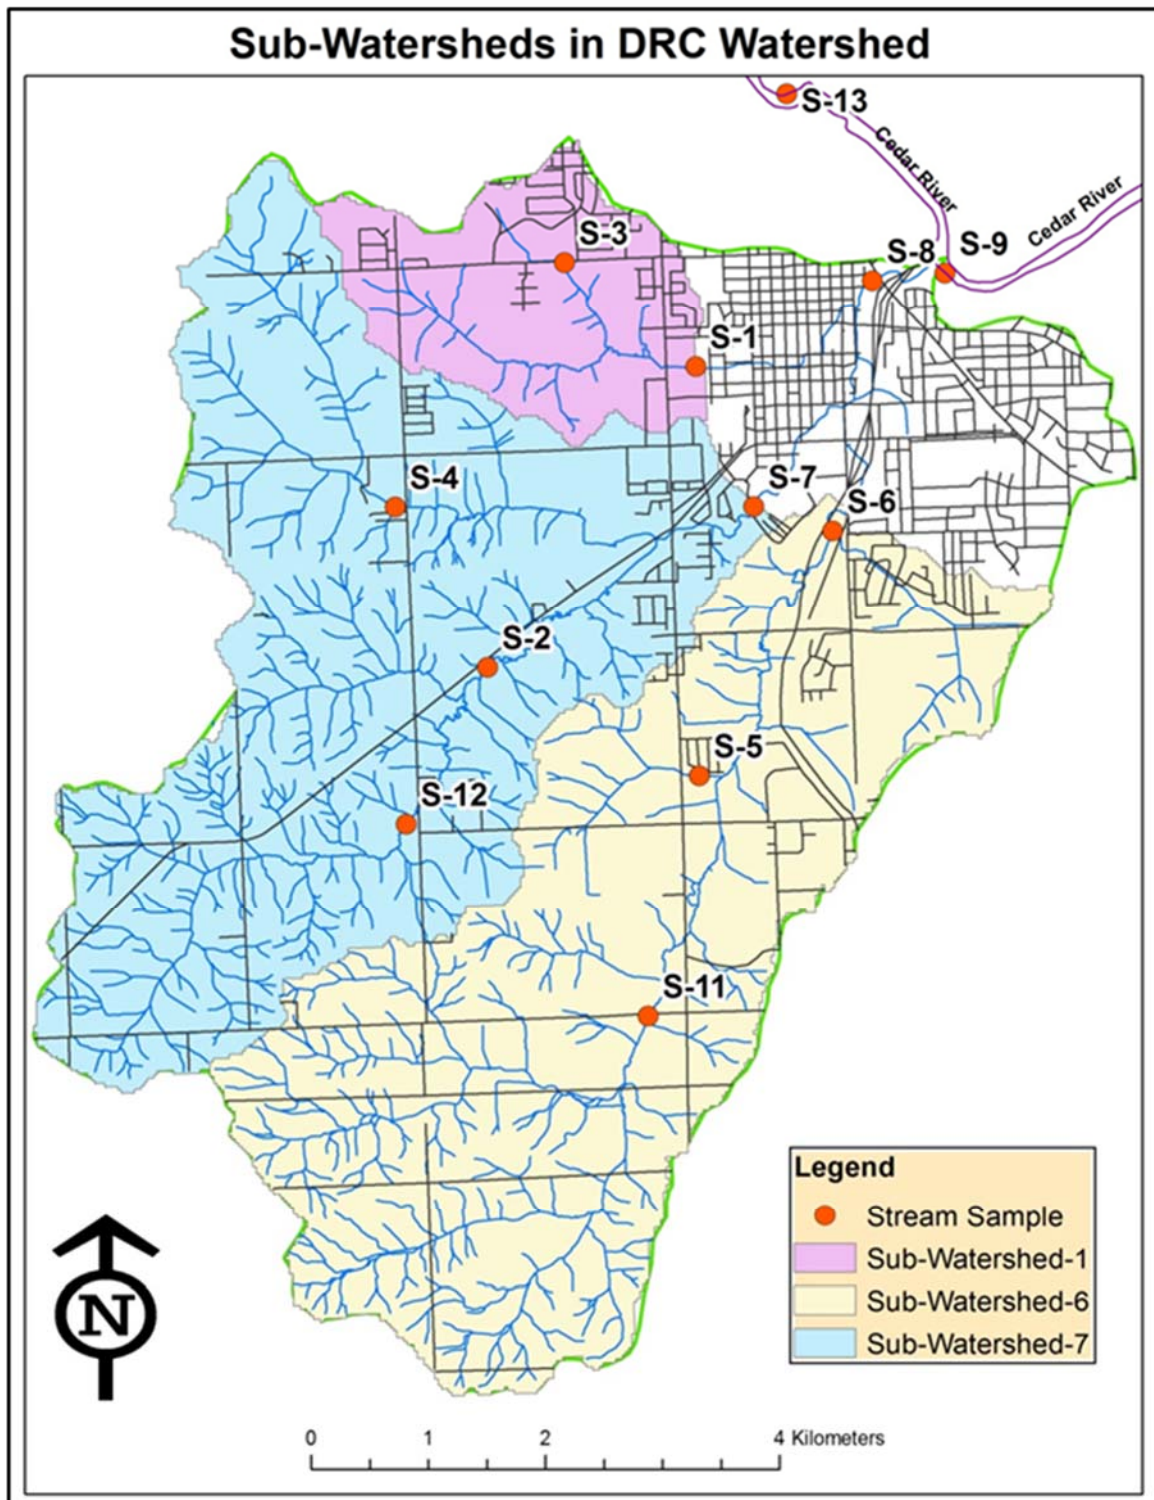 Sub-Watersheds in DRC Watershed
S-13
Cedar River
Cedar River
S-3
S-8
S-9
S-1
S-4
S-7
S-6
S-2
S-5
S-12
S-11
Legend
Stream Sample
Sub-Watershed-1
Sub-Watershed-6
Sub-Watershed-7
N
0 1 2 4 Kilometers